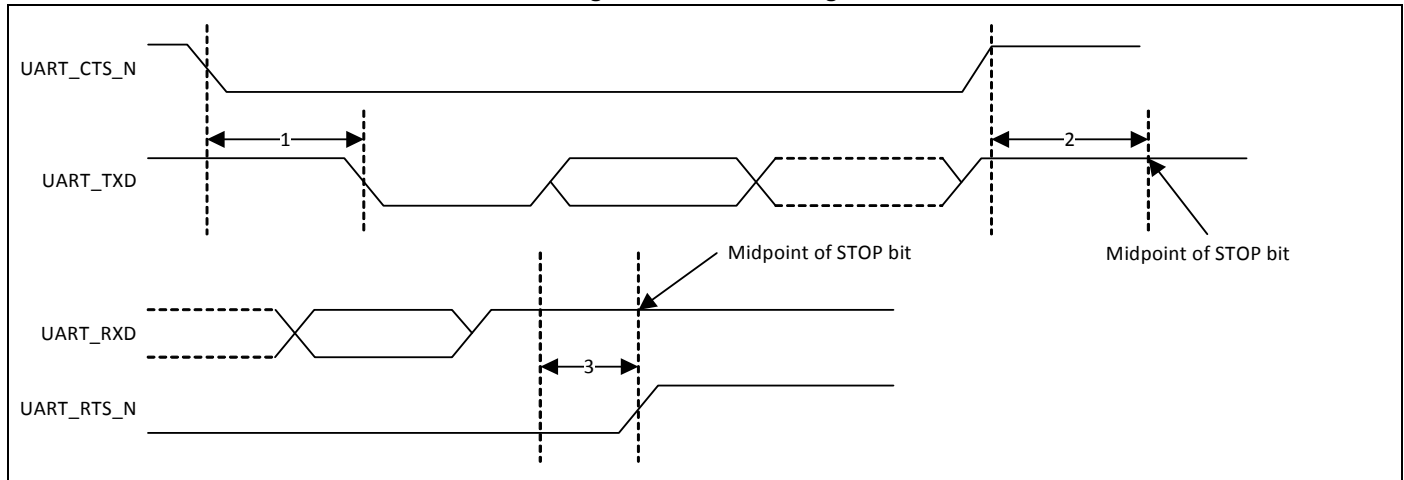 UART_CTS_N
1
2
UART_TXD
Midpoint of STOP bit
Midpoint of STOP bit
UART_RXD
3
UART_RTS_N